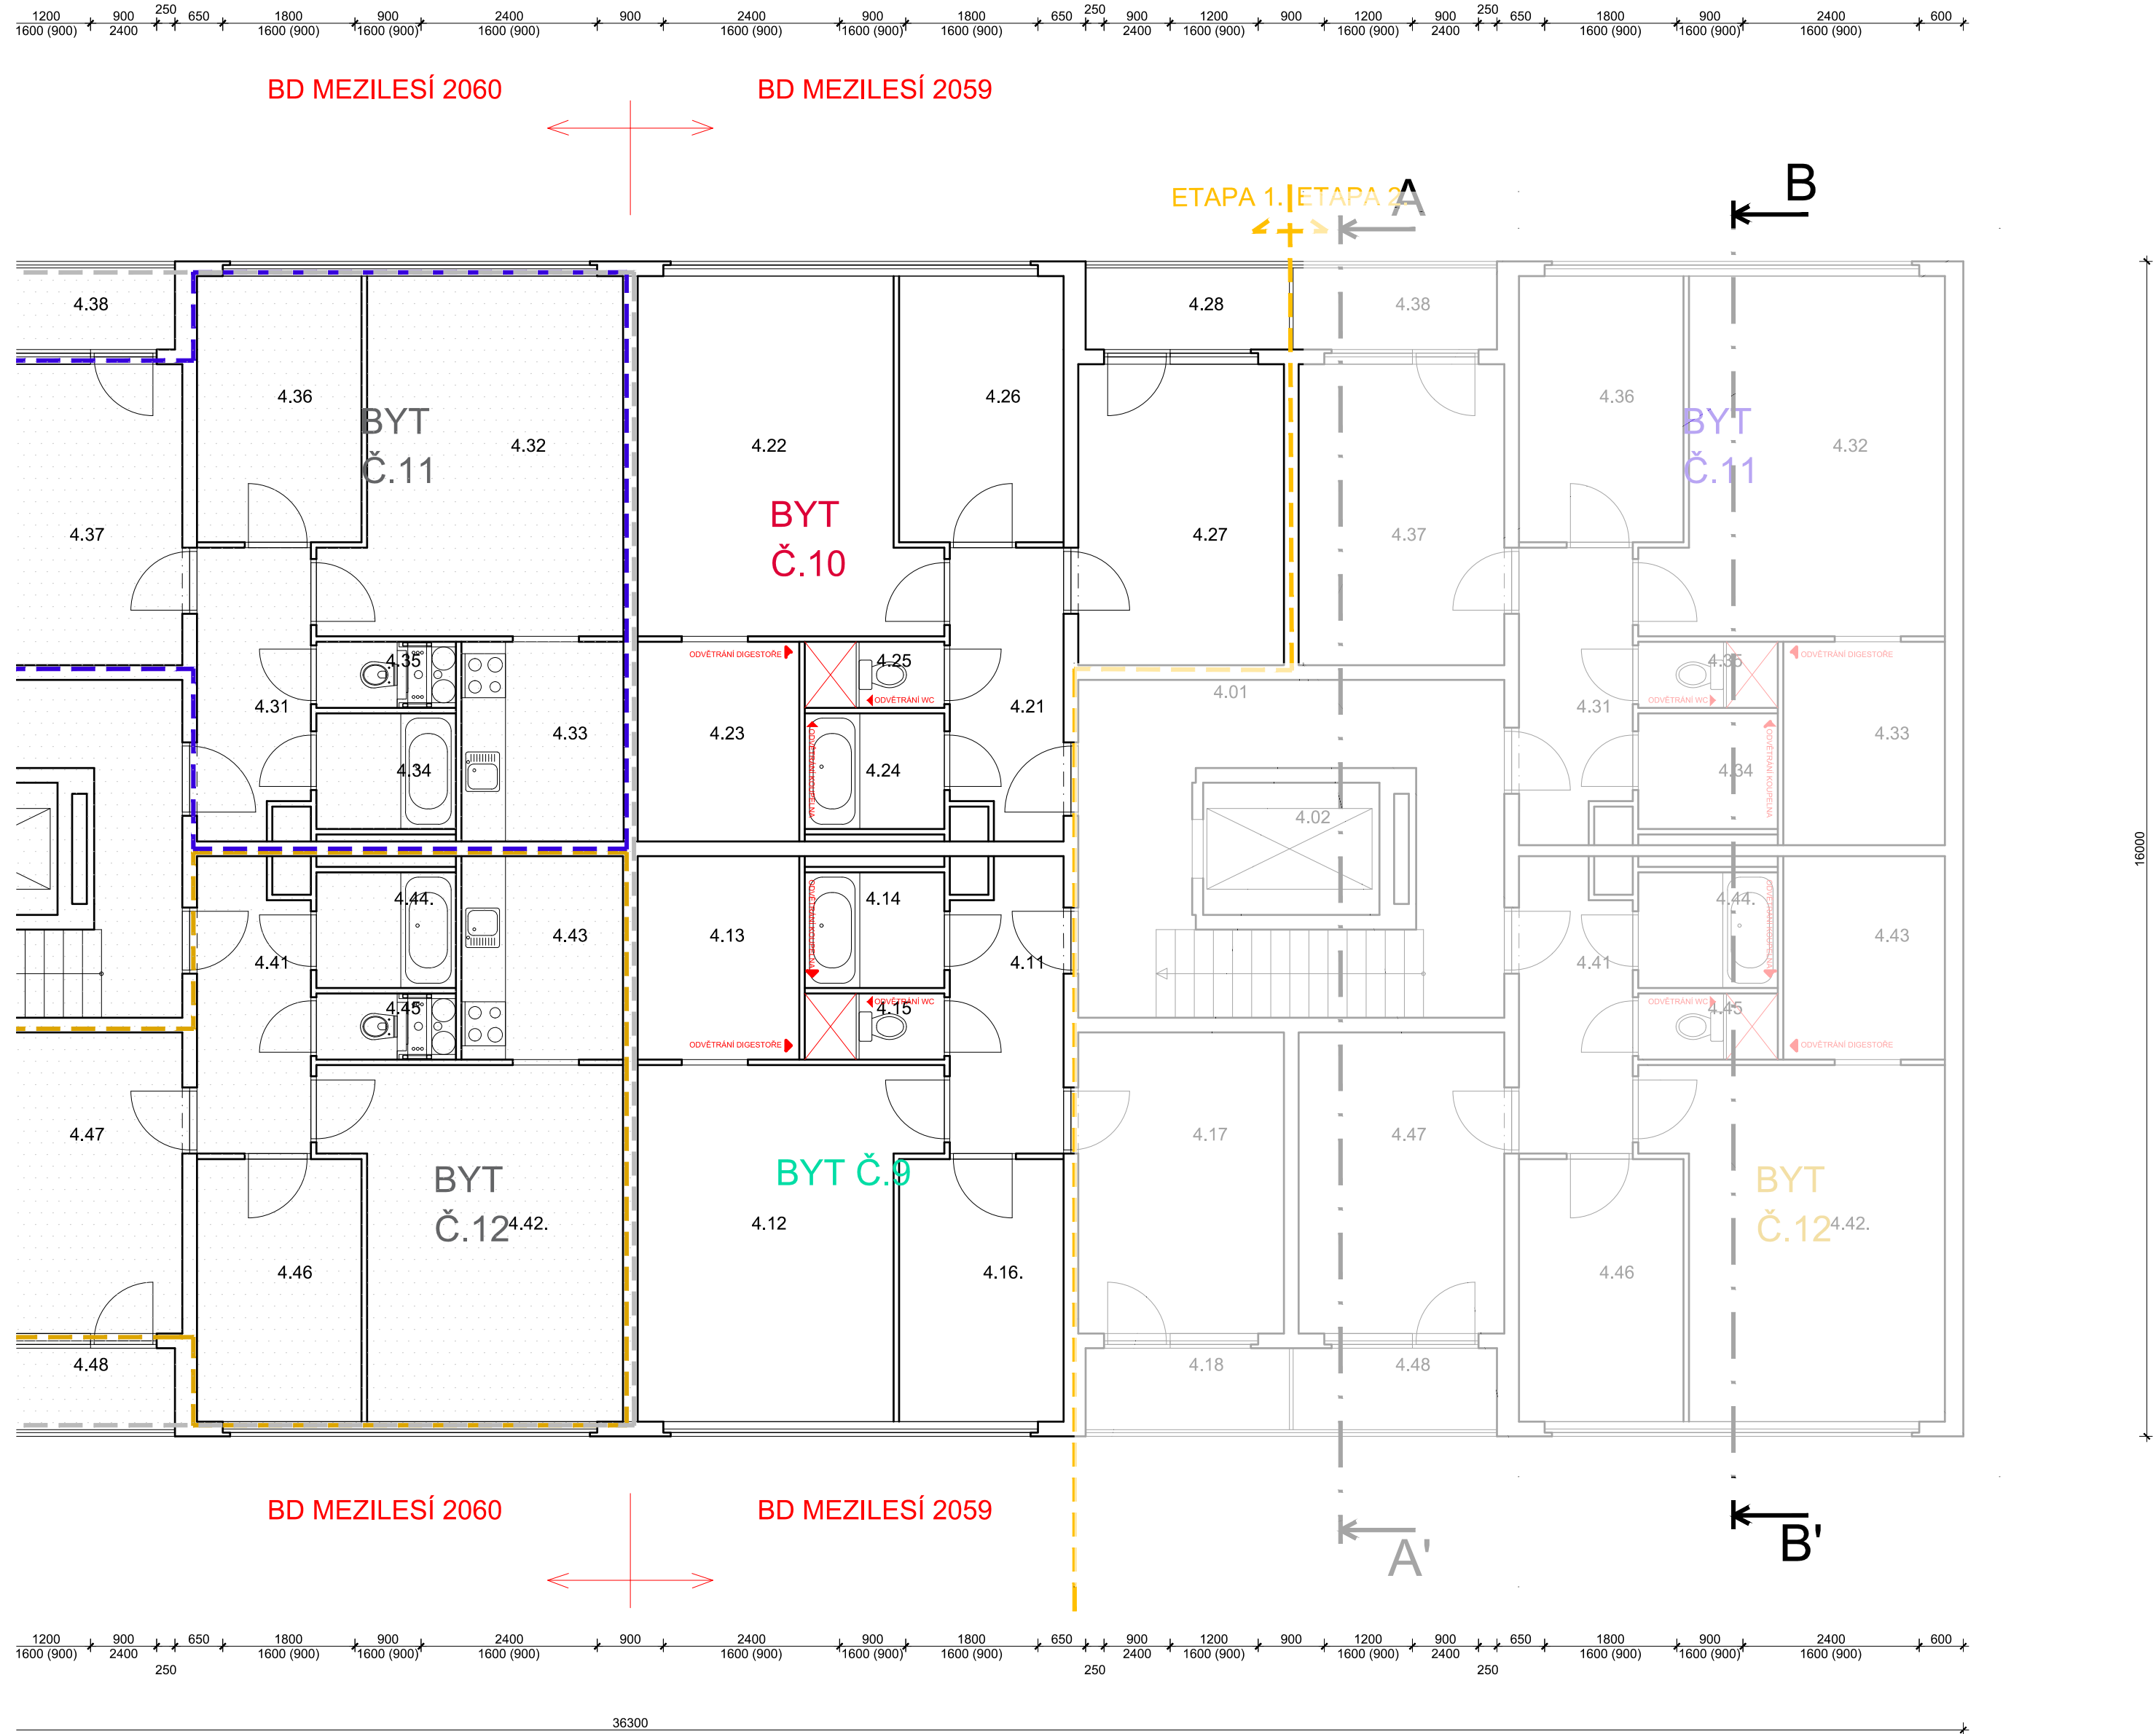 1200 900 250 650 1800 900 2400 900 2400 900 1800 650 250 900 1200 900 1200 900 250 650 1800 900 2400 600
1600 (900) 2400 1600 (900) 1600 (900) 1600 (900) 1600 (900) 1600 (900) 1600 (900) 2400 1600 (900) 1600 (900) 2400 1600 (900) 1600 (900) 1600 (900)
BD MEZILESÍ 2060 BD MEZILESÍ 2059
B
ETAPA 1. ETAPA 2. A
4.38 4.28 4.38
4.36 4.26 4.36
BYT BYT
Č.11 Č.11
4.32 4.22 4.32
BYT
Č.10
4.37 4.27 4.37
ODVĚTRÁNÍ DIGESTOŘE ODVĚTRÁNÍ DIGESTOŘE
4.35 4.25 4.35
ODVĚTRÁNÍ WC ODVĚTRÁNÍ WC
4.01
4.31 4.21 4.31
4.33 4.23 4.33
ODVĚTRÁNÍ KOUPELNA ODVĚTRÁNÍ KOUPELNA
4.34 4.24 4.34
4.02
16000
4.44. 4.14 4.44.
ODVĚTRÁNÍ KOUPELNA ODVĚTRÁNÍ KOUPELNA
4.43 4.13 4.43
4.41 4.11 4.41
ODVĚTRÁNÍ WC ODVĚTRÁNÍ WC
4.45 4.15 4.45
ODVĚTRÁNÍ DIGESTOŘE ODVĚTRÁNÍ DIGESTOŘE
4.47 4.17 4.47
BYT BYT Č.9 BYT
Č.12 Č.12
4.42. 4.12 4.42.
4.46 4.16. 4.46
4.48 4.18 4.48
BD MEZILESÍ 2060 BD MEZILESÍ 2059
A' B'
1200 900 650 1800 900 2400 900 2400 900 1800 650 900 1200 900 1200 900 650 1800 900 2400 600
1600 (900) 2400 1600 (900) 1600 (900) 1600 (900) 1600 (900) 1600 (900) 1600 (900) 2400 1600 (900) 1600 (900) 2400 1600 (900) 1600 (900) 1600 (900)
250 250 250
36300